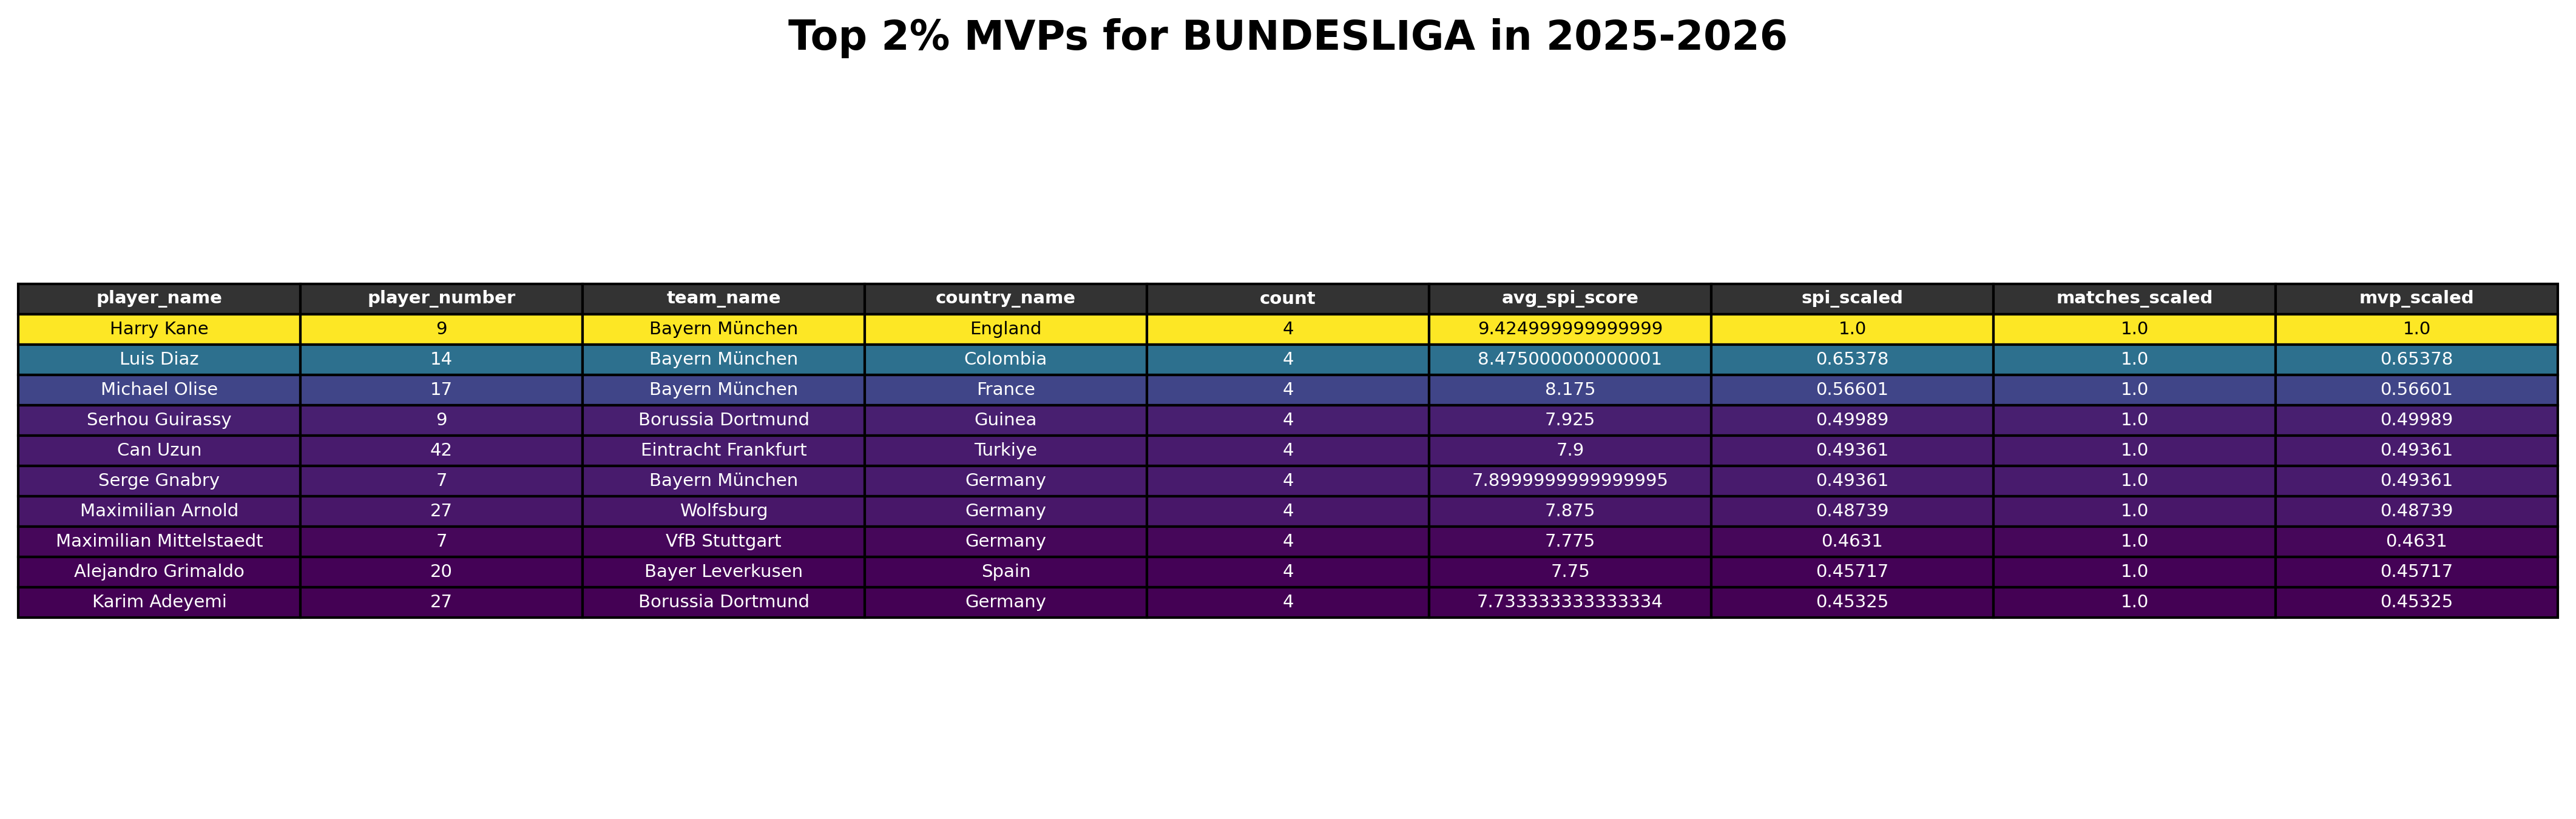 Top 2% MVPs for BUNDESLIGA in 2025-2026
player_name player_number team_name country_name count avg_spi_score spi_scaled matches_scaled mvp_scaled
Harry Kane 9 Bayern München England 4 9.424999999999999 1.0 1.0 1.0
Luis Diaz 14 Bayern München Colombia 4 8.475000000000001 0.65378 1.0 0.65378
Michael Olise 17 Bayern München France 4 8.175 0.56601 1.0 0.56601
Serhou Guirassy 9 Borussia Dortmund Guinea 4 7.925 0.49989 1.0 0.49989
Can Uzun 42 Eintracht Frankfurt Turkiye 4 7.9 0.49361 1.0 0.49361
Serge Gnabry 7 Bayern München Germany 4 7.8999999999999995 0.49361 1.0 0.49361
Maximilian Arnold 27 Wolfsburg Germany 4 7.875 0.48739 1.0 0.48739
Maximilian Mittelstaedt 7 VfB Stuttgart Germany 4 7.775 0.4631 1.0 0.4631
Alejandro Grimaldo 20 Bayer Leverkusen Spain 4 7.75 0.45717 1.0 0.45717
Karim Adeyemi 27 Borussia Dortmund Germany 4 7.733333333333334 0.45325 1.0 0.45325